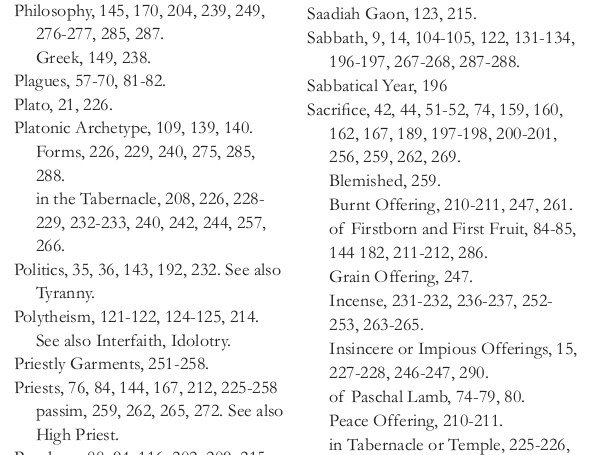 Philosophy, 145, 170, 204, 239, 249,
276-277, 285, 287.
Greek, 149, 238.
Plagues, 57-70, 81-82.
Plato, 21, 226.
Platonic Archetype, 109, 139, 140.
Forms, 226, 229, 240, 275, 285,
288.
in the Tabernacle, 208, 226, 228-
229, 232-233, 240, 242, 244, 257,
266.
Politics, 35, 36, 143, 192, 232. See also
Tyranny.
Polytheism, 121-122, 124-125, 214.
See also Interfaith, Idolotry.
Priestly Garments, 251-258.
Priests, 76, 84, 144, 167, 212, 225-258
passim, 259, 262, 265, 272. See also
High Priest.
Saadiah Gaon, 123, 215.
Sabbath, 9, 14, 104-105, 122, 131-134,
196-197, 267-268, 287-288.
Sabbatical Year, 196
Sacrifice, 42, 44, 51-52, 74, 159, 160,
162, 167, 189, 197-198, 200-201,
256, 259, 262, 269.
Blemished, 259.
Burnt Offering, 210-211, 247, 261.
of Firstborn and First Fruit, 84-85,
144 182, 211-212, 286.
Grain Offering, 247.
Incense, 231-232, 236-237, 252-
253, 263-265.
Insincere or Impious Offerings, 15,
227-228, 246-247, 290.
of Paschal Lamb, 74-79, 80.
Peace Offering, 210-211.
in Tabernacle or Temple, 225-226,